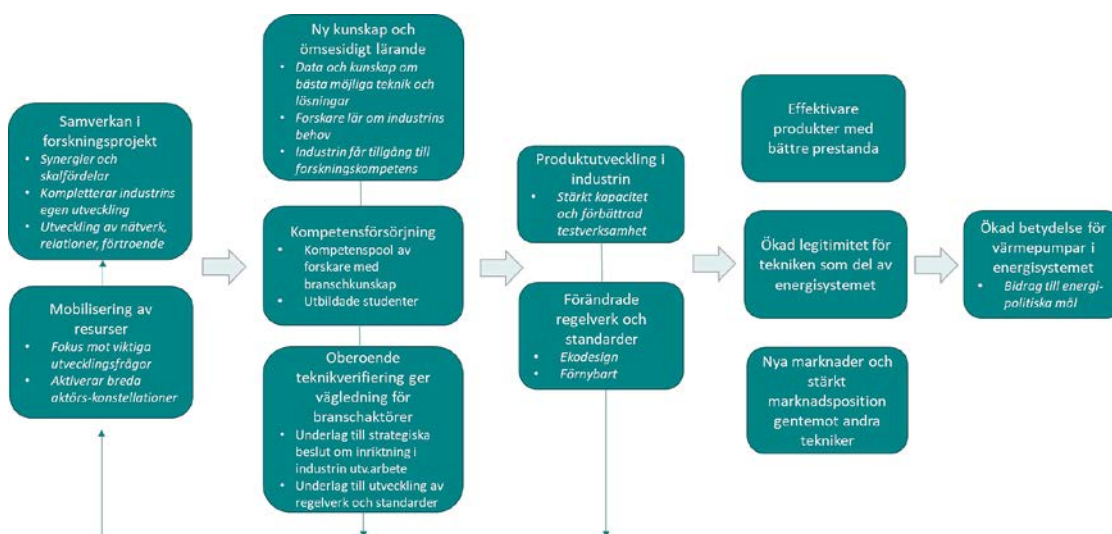 Samverkan i
forskningsprojekt
• Synergier och
skalfördelar
• Kompletterar industrins
egen utveckling
• Utveckling av nätverk,
relationer, förtroende
Mobilisering av
resurser
• Fokus mot viktiga
utvecklingsfrågar
• Aktiverar breda
aktörs-konstellationer
Ny kunskap och
ömsesidigt lärande
• Data och kunskap om
bästa möjliga teknik och
lösningar
• Forskare lär om industrins
behov
• Industrin får tillgång till
forskningskompetens
Kompetensförsörjning
• Kompetenspool av
forskare med
branschkunskap
• Utbildade studenter
Oberoende
teknikverifiering ger
vägledning för
branschaktörer
• Underlag till strategiska
beslut om inriktning i
industrin utv.arbete
• Underlag till utveckling av
regelverk och standarder
Produktutveckling i
industrin
• Stärkt kapacitet
och förbättrad
testverksamhet
Förändrade
regelverk och
standarder
• Ekodesign
• Förnybart
Effektivare
produkter med
bättre prestanda
Ökad legitimitet för
tekniken som del av
energisystemet
Nya marknader och
stärkt
marknadsposition
gentemot andra
tekniker
Ökad betydelse för
värmepumpar i
energisystemet
• Bidrag till energi-
politiska mål